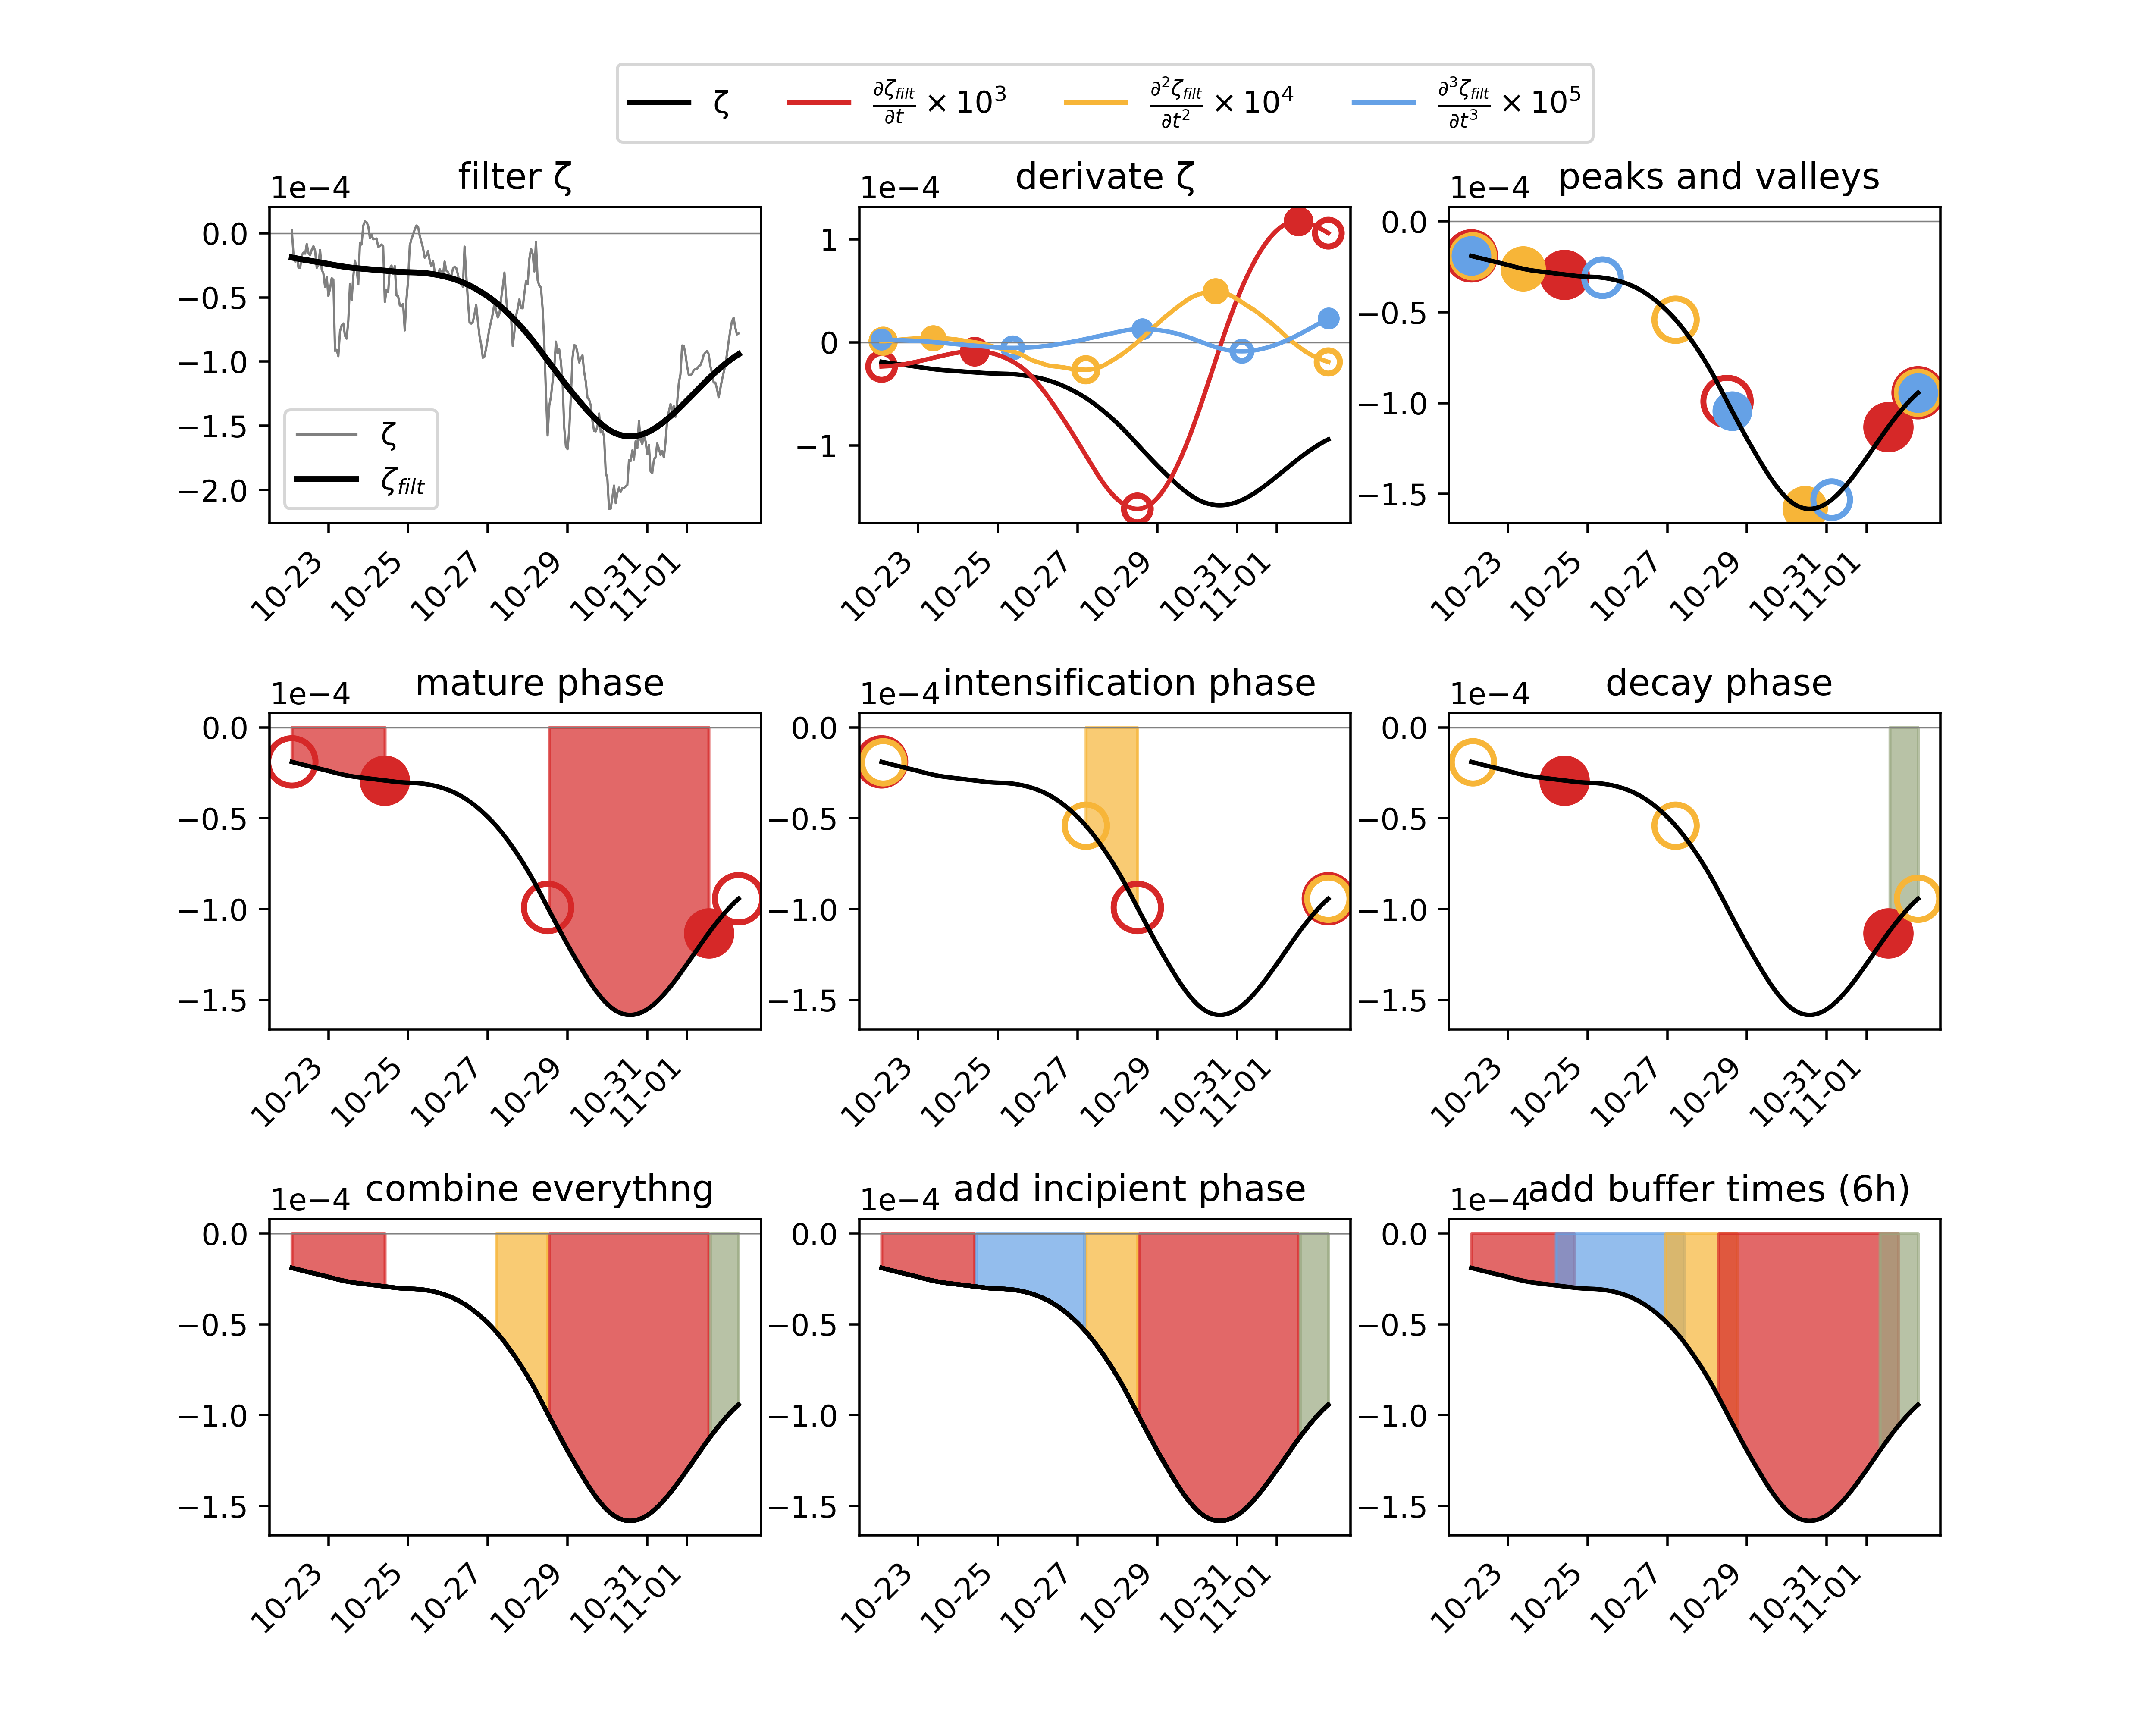 ζ ∂ζ_filt/∂t × 10³ ∂²ζ_filt/∂t² × 10⁴ ∂³ζ_filt/∂t³ × 10⁵
filter ζ
1e−4
0.0
−0.5
−1.0
−1.5
−2.0
ζ
ζ_filt
10-23 10-25 10-27 10-29 10-31 11-01
derivate ζ
1e−4
1
0
−1
10-23 10-25 10-27 10-29 10-31 11-01
peaks and valleys
1e−4
0.0
−0.5
−1.0
−1.5
10-23 10-25 10-27 10-29 10-31 11-01
mature phase
1e−4
0.0
−0.5
−1.0
−1.5
10-23 10-25 10-27 10-29 10-31 11-01
intensification phase
1e−4
0.0
−0.5
−1.0
−1.5
10-23 10-25 10-27 10-29 10-31 11-01
decay phase
1e−4
0.0
−0.5
−1.0
−1.5
10-23 10-25 10-27 10-29 10-31 11-01
combine everythng
1e−4
0.0
−0.5
−1.0
−1.5
10-23 10-25 10-27 10-29 10-31 11-01
add incipient phase
1e−4
0.0
−0.5
−1.0
−1.5
10-23 10-25 10-27 10-29 10-31 11-01
add buffer times (6h)
1e−4
0.0
−0.5
−1.0
−1.5
10-23 10-25 10-27 10-29 10-31 11-01